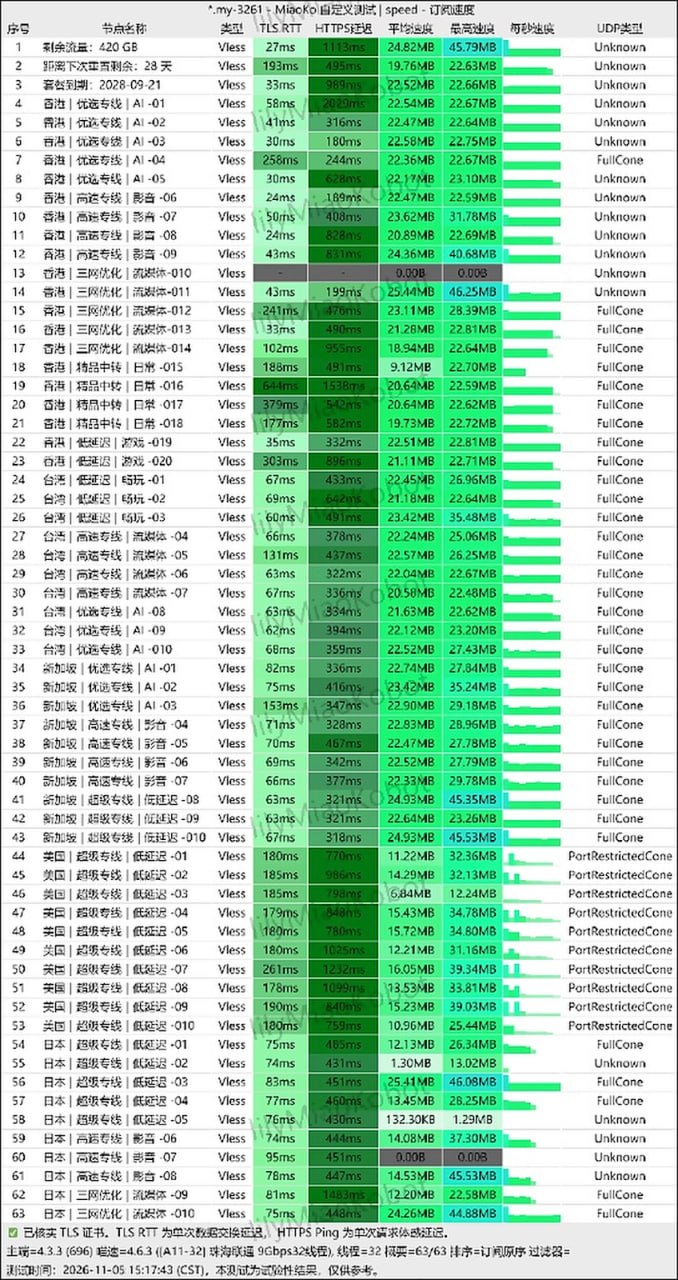 *.my-3261 - MiaoKo 自定义测试 | speed - 订阅速度
序号 节点名称 类型 TLS RTT HTTPS延迟 平均速度 最高速度 每秒速度 UDP类型
1 剩余流量：420 GB Vless 27ms 1113ms 24.82MB 45.79MB Unknown
2 距离下次重置剩余：28 天 Vless 193ms 495ms 19.76MB 22.63MB Unknown
3 套餐到期：2028-09-21 Vless 33ms 989ms 22.52MB 22.66MB Unknown
4 香港 | 优选专线 | AI -01 Vless 58ms 2029ms 22.54MB 22.67MB Unknown
5 香港 | 优选专线 | AI -02 Vless 41ms 316ms 22.47MB 22.64MB Unknown
6 香港 | 优选专线 | AI -03 Vless 30ms 180ms 22.58MB 22.75MB Unknown
7 香港 | 优选专线 | AI -04 Vless 258ms 244ms 22.36MB 22.67MB FullCone
8 香港 | 优选专线 | AI -05 Vless 30ms 628ms 22.17MB 23.10MB Unknown
9 香港 | 高速专线 | 影音 -06 Vless 24ms 189ms 22.47MB 22.59MB Unknown
10 香港 | 高速专线 | 影音 -07 Vless 50ms 408ms 23.62MB 31.78MB Unknown
11 香港 | 高速专线 | 影音 -08 Vless 24ms 828ms 20.89MB 22.69MB Unknown
12 香港 | 高速专线 | 影音 -09 Vless 43ms 831ms 24.36MB 40.68MB Unknown
13 香港 | 三网优化 | 流媒体-010 Vless - - 0.00B 0.00B Unknown
14 香港 | 三网优化 | 流媒体-011 Vless 43ms 199ms 25.44MB 46.25MB Unknown
15 香港 | 三网优化 | 流媒体-012 Vless 241ms 476ms 23.11MB 28.39MB FullCone
16 香港 | 三网优化 | 流媒体-013 Vless 33ms 490ms 21.28MB 22.81MB FullCone
17 香港 | 三网优化 | 流媒体-014 Vless 102ms 955ms 18.94MB 22.64MB FullCone
18 香港 | 精品中转 | 日常 -015 Vless 188ms 491ms 9.12MB 22.70MB FullCone
19 香港 | 精品中转 | 日常 -016 Vless 644ms 1538ms 20.64MB 22.59MB FullCone
20 香港 | 精品中转 | 日常 -017 Vless 379ms 542ms 20.64MB 22.62MB FullCone
21 香港 | 精品中转 | 日常 -018 Vless 177ms 582ms 19.73MB 22.72MB FullCone
22 香港 | 低延迟 | 游戏 -019 Vless 35ms 332ms 22.51MB 22.81MB FullCone
23 香港 | 低延迟 | 游戏 -020 Vless 303ms 896ms 21.11MB 22.71MB FullCone
24 台湾 | 低延迟 | 畅玩 -01 Vless 67ms 433ms 22.45MB 26.96MB FullCone
25 台湾 | 低延迟 | 畅玩 -02 Vless 69ms 642ms 21.18MB 22.64MB FullCone
26 台湾 | 低延迟 | 畅玩 -03 Vless 60ms 491ms 23.42MB 35.48MB FullCone
27 台湾 | 高速专线 | 流媒体 -04 Vless 66ms 378ms 22.24MB 25.06MB FullCone
28 台湾 | 高速专线 | 流媒体 -05 Vless 131ms 437ms 22.57MB 26.25MB FullCone
29 台湾 | 高速专线 | 流媒体 -06 Vless 63ms 322ms 22.04MB 22.67MB FullCone
30 台湾 | 高速专线 | 流媒体 -07 Vless 67ms 336ms 20.58MB 22.48MB FullCone
31 台湾 | 优选专线 | AI -08 Vless 63ms 334ms 21.63MB 22.62MB FullCone
32 台湾 | 优选专线 | AI -09 Vless 62ms 394ms 22.12MB 23.20MB FullCone
33 台湾 | 优选专线 | AI -010 Vless 68ms 359ms 22.52MB 27.43MB FullCone
34 新加坡 | 优选专线 | AI -01 Vless 82ms 336ms 22.74MB 27.84MB FullCone
35 新加坡 | 优选专线 | AI -02 Vless 75ms 416ms 23.42MB 35.24MB FullCone
36 新加坡 | 优选专线 | AI -03 Vless 153ms 347ms 22.90MB 29.18MB FullCone
37 新加坡 | 高速专线 | 影音 -04 Vless 71ms 328ms 22.83MB 28.96MB FullCone
38 新加坡 | 高速专线 | 影音 -05 Vless 70ms 467ms 22.47MB 27.78MB FullCone
39 新加坡 | 高速专线 | 影音 -06 Vless 69ms 342ms 22.52MB 27.79MB FullCone
40 新加坡 | 高速专线 | 影音 -07 Vless 66ms 377ms 22.33MB 29.78MB FullCone
41 新加坡 | 超级专线 | 低延迟 -08 Vless 63ms 321ms 24.93MB 45.35MB FullCone
42 新加坡 | 超级专线 | 低延迟 -09 Vless 63ms 321ms 22.64MB 23.26MB FullCone
43 新加坡 | 超级专线 | 低延迟 -010 Vless 67ms 318ms 24.93MB 45.53MB FullCone
44 美国 | 超级专线 | 低延迟 -01 Vless 180ms 770ms 11.22MB 32.36MB PortRestrictedCone
45 美国 | 超级专线 | 低延迟 -02 Vless 185ms 986ms 14.29MB 32.13MB PortRestrictedCone
46 美国 | 超级专线 | 低延迟 -03 Vless 185ms 798ms 6.84MB 12.24MB PortRestrictedCone
47 美国 | 超级专线 | 低延迟 -04 Vless 179ms 848ms 15.43MB 34.78MB PortRestrictedCone
48 美国 | 超级专线 | 低延迟 -05 Vless 180ms 780ms 15.72MB 34.80MB PortRestrictedCone
49 美国 | 超级专线 | 低延迟 -06 Vless 180ms 1025ms 12.21MB 31.16MB PortRestrictedCone
50 美国 | 超级专线 | 低延迟 -07 Vless 261ms 1232ms 16.05MB 39.34MB PortRestrictedCone
51 美国 | 超级专线 | 低延迟 -08 Vless 178ms 1099ms 13.53MB 33.81MB PortRestrictedCone
52 美国 | 超级专线 | 低延迟 -09 Vless 190ms 840ms 15.23MB 39.03MB PortRestrictedCone
53 美国 | 超级专线 | 低延迟 -010 Vless 180ms 759ms 10.96MB 25.44MB PortRestrictedCone
54 日本 | 超级专线 | 低延迟 -01 Vless 75ms 485ms 12.13MB 26.34MB FullCone
55 日本 | 超级专线 | 低延迟 -02 Vless 74ms 431ms 1.30MB 13.02MB Unknown
56 日本 | 超级专线 | 低延迟 -03 Vless 83ms 451ms 25.41MB 46.08MB FullCone
57 日本 | 超级专线 | 低延迟 -04 Vless 77ms 460ms 13.45MB 28.25MB FullCone
58 日本 | 超级专线 | 低延迟 -05 Vless 76ms 430ms 132.30KB 1.29MB Unknown
59 日本 | 高速专线 | 影音 -06 Vless 74ms 444ms 14.08MB 37.30MB Unknown
60 日本 | 高速专线 | 影音 -07 Vless 95ms 451ms 0.00B 0.00B Unknown
61 日本 | 高速专线 | 影音 -08 Vless 78ms 447ms 14.53MB 45.53MB Unknown
62 日本 | 三网优化 | 流媒体 -09 Vless 81ms 1483ms 12.20MB 22.58MB FullCone
63 日本 | 三网优化 | 流媒体 -010 Vless 75ms 448ms 24.26MB 44.88MB FullCone
✅ 已核实 TLS 证书。TLS RTT 为单次数据交换延迟，HTTPS Ping 为单次请求体感延迟。
主端=4.3.3 (696) 喵速=4.6.3 ([A11-32] 珠海联通 9Gbps32线程), 线程=32 概要=63/63 排序=订阅原序 过滤器=
测试时间：2026-11-05 15:17:43 (CST)，本测试为试验性结果，仅供参考。
lilyMiaoKobot